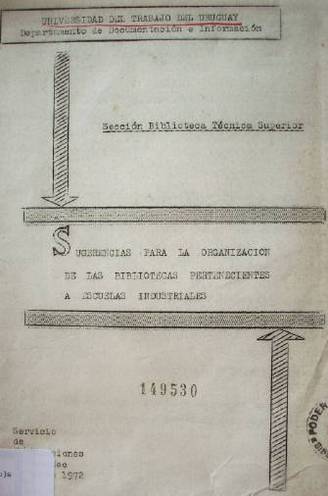 UNIVERSIDAD DEL TRABAJO DEL URUGUAY
Departamento de Documentación e Información
Sección Biblioteca Técnica Superior
SUGERENCIAS PARA LA ORGANIZACION
DE LAS BIBLIOTECAS PERTENECIENTES
A ESCUELAS INDUSTRIALES
149530
PODER
Servicio
de
1972